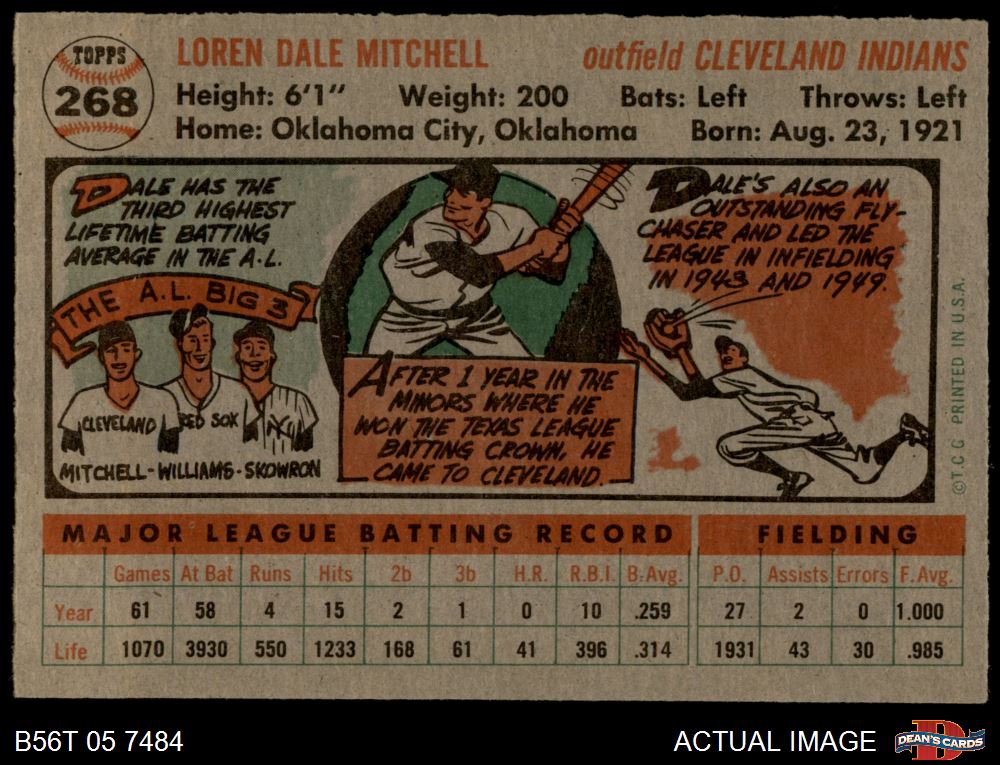 TOPPS
268
LOREN DALE MITCHELL outfield CLEVELAND INDIANS
Height: 6'1" Weight: 200 Bats: Left Throws: Left
Home: Oklahoma City, Oklahoma Born: Aug. 23, 1921
DALE HAS THE
THIRD HIGHEST
LIFETIME BATTING
AVERAGE IN THE A.L.
THE A.L. BIG 3
CLEVELAND RED SOX
MITCHELL-WILLIAMS-SKOWRON
AFTER 1 YEAR IN THE
MINORS WHERE HE
WON THE TEXAS LEAGUE
BATTING CROWN, HE
CAME TO CLEVELAND.
DALE'S ALSO AN
OUTSTANDING FLY-
CHASER AND LED THE
LEAGUE IN INFIELDING
IN 1948 AND 1949.
©T.C.G. PRINTED IN U.S.A.
MAJOR LEAGUE BATTING RECORD FIELDING
Games At Bat Runs Hits 2b 3b H.R. R.B.I. B.Avg. P.O. Assists Errors F.Avg.
Year 61 58 4 15 2 1 0 10 .259 27 2 0 1.000
Life 1070 3930 550 1233 168 61 41 396 .314 1931 43 30 .985
B56T 05 7484 ACTUAL IMAGE DEAN'S CARDS